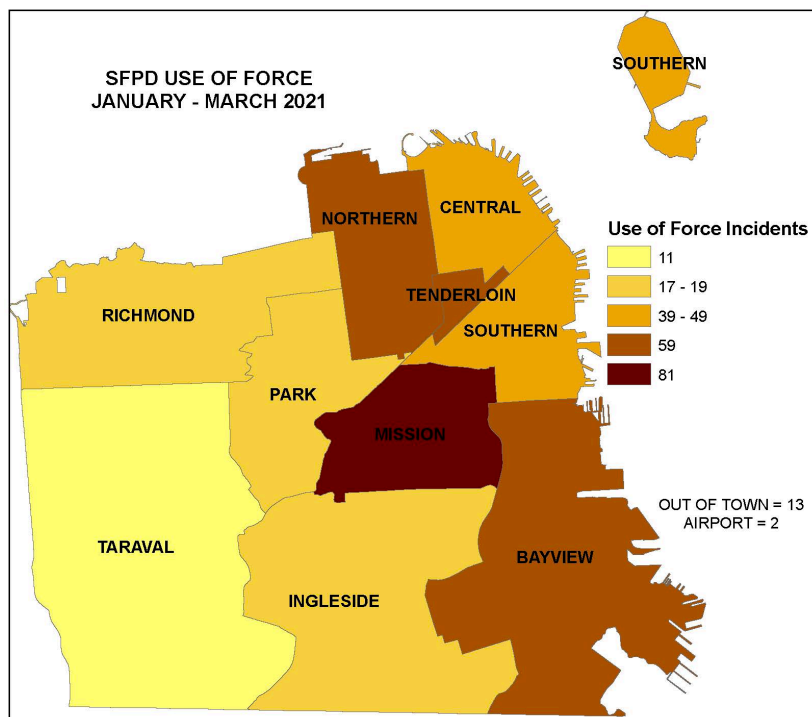 SFPD USE OF FORCE
JANUARY - MARCH 2021
SOUTHERN
NORTHERN
CENTRAL
Use of Force Incidents
11
17 - 19
39 - 49
59
81
TENDERLOIN
RICHMOND
SOUTHERN
PARK
MISSION
OUT OF TOWN = 13
AIRPORT = 2
TARAVAL
BAYVIEW
INGLESIDE